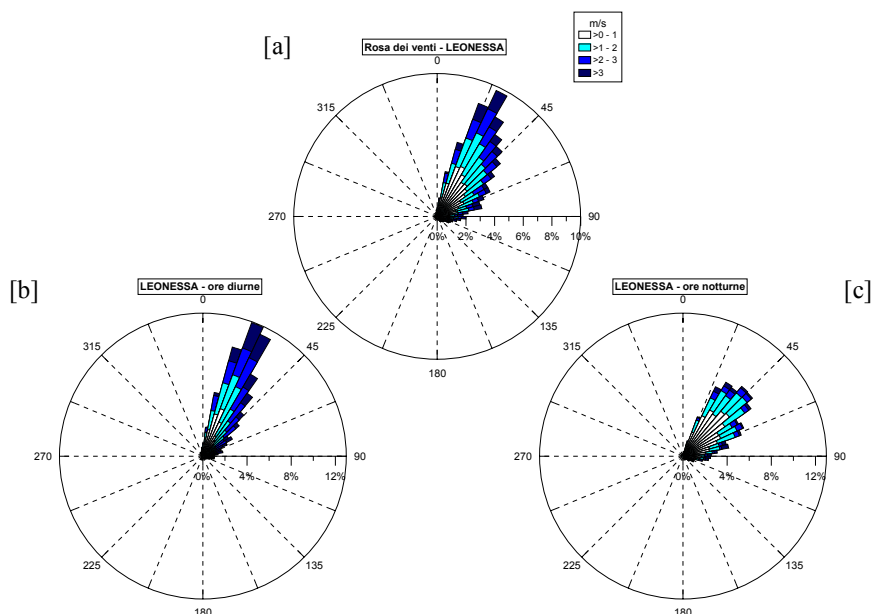 [a]
Rosa dei venti - LEONESSA
m/s
>0 - 1
>1 - 2
>2 - 3
>3
0
45
90
135
180
225
270
315
0% 2% 4% 6% 8% 10%
[b]
LEONESSA - ore diurne
0
45
90
135
180
225
270
315
0% 4% 8% 12%
[c]
LEONESSA - ore notturne
0
45
90
135
180
225
270
315
0% 4% 8% 12%